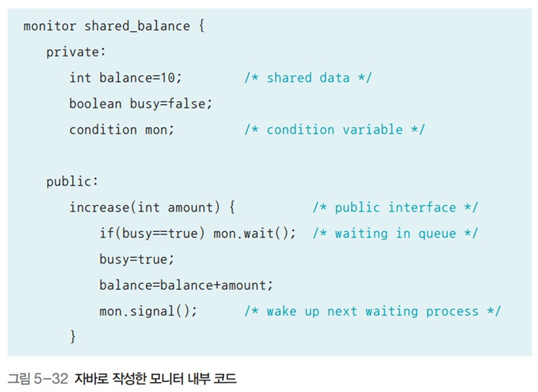 monitor shared_balance {
private:
int balance=10; /* shared data */
boolean busy=false;
condition mon; /* condition variable */
public:
increase(int amount) { /* public interface */
if(busy==true) mon.wait(); /* waiting in queue */
busy=true;
balance=balance+amount;
mon.signal(); /* wake up next waiting process */
}
그림 5-32 자바로 작성한 모니터 내부 코드